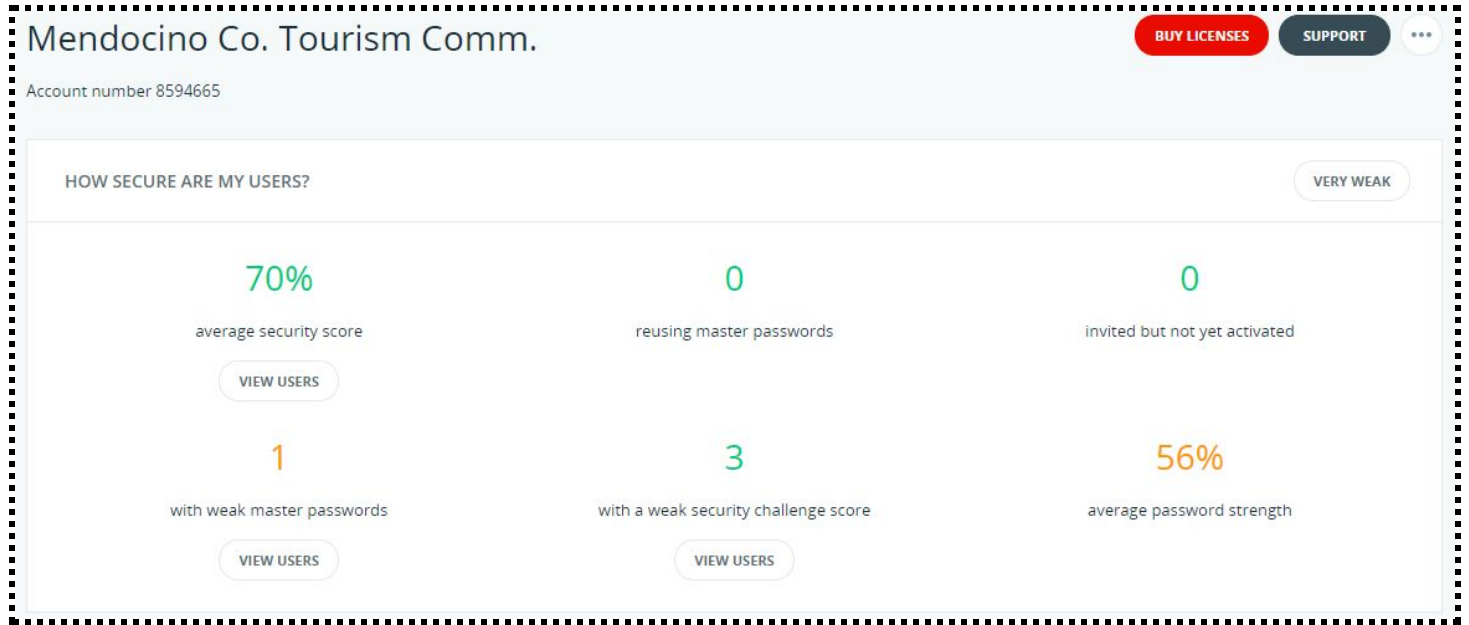 Mendocino Co. Tourism Comm.
BUY LICENSES
SUPPORT
Account number 8594665
HOW SECURE ARE MY USERS?
VERY WEAK
70%
0
0
average security score
reusing master passwords
invited but not yet activated
VIEW USERS
1
3
56%
with weak master passwords
with a weak security challenge score
average password strength
VIEW USERS
VIEW USERS